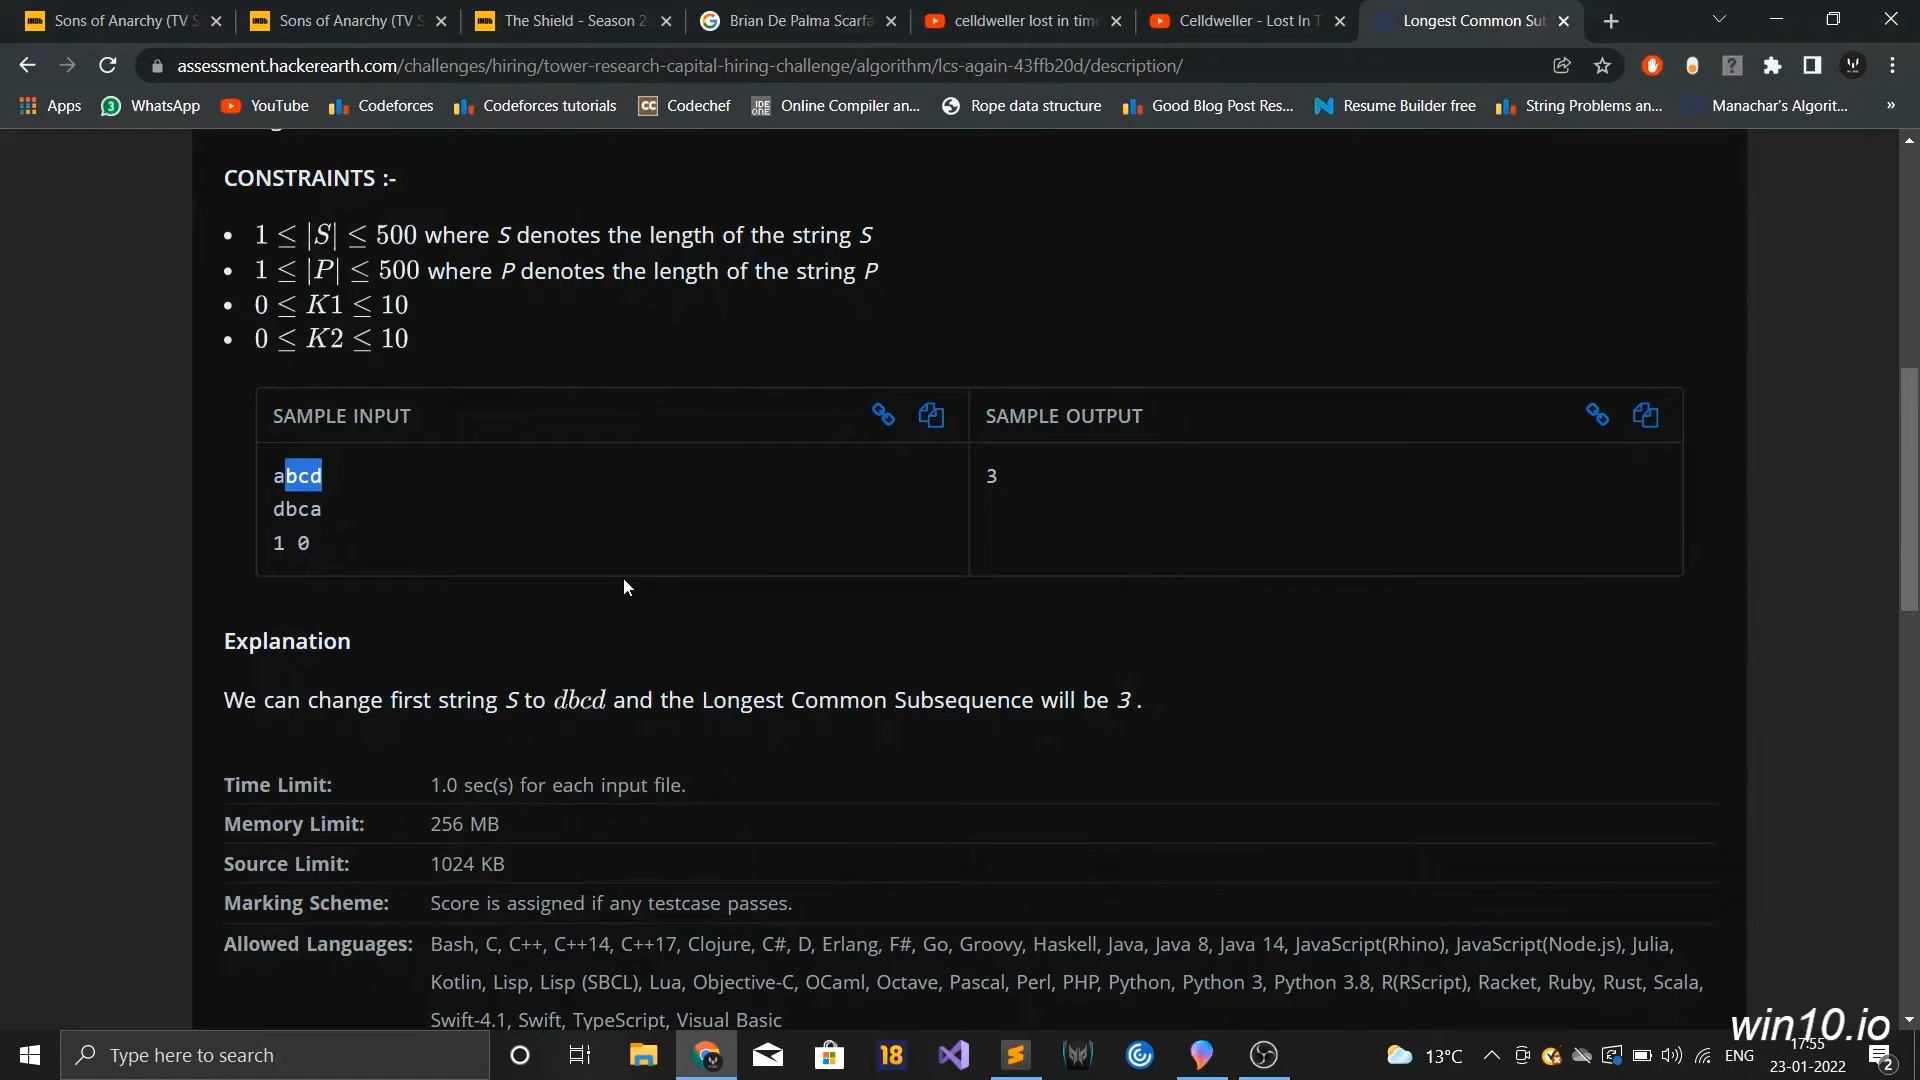 Sons of Anarchy (TV S
Sons of Anarchy (TV S
The Shield - Season 2
Brian De Palma Scarfa
celldweller lost in time
Celldweller - Lost In T
Longest Common Sub
assessment.hackerearth.com/challenges/hiring/tower-research-capital-hiring-challenge/algorithm/lcs-again-43ffb20d/description/
Apps
WhatsApp
YouTube
Codeforces
Codeforces tutorials
Codechef
Online Compiler an...
Rope data structure
Good Blog Post Res...
Resume Builder free
String Problems an...
Manachar's Algorit...
»
CONSTRAINTS :-
• 1 ≤ |S| ≤ 500 where S denotes the length of the string S
• 1 ≤ |P| ≤ 500 where P denotes the length of the string P
• 0 ≤ K1 ≤ 10
• 0 ≤ K2 ≤ 10
SAMPLE INPUT
SAMPLE OUTPUT
abcd
3
dbca
1 0
Explanation
We can change first string S to dbcd and the Longest Common Subsequence will be 3 .
Time Limit: 1.0 sec(s) for each input file.
Memory Limit: 256 MB
Source Limit: 1024 KB
Marking Scheme: Score is assigned if any testcase passes.
Allowed Languages: Bash, C, C++, C++14, C++17, Clojure, C#, D, Erlang, F#, Go, Groovy, Haskell, Java, Java 8, Java 14, JavaScript(Rhino), JavaScript(Node.js), Julia,
Kotlin, Lisp, Lisp (SBCL), Lua, Objective-C, OCaml, Octave, Pascal, Perl, PHP, Python, Python 3, Python 3.8, R(RScript), Racket, Ruby, Rust, Scala,
Swift-4.1, Swift, TypeScript, Visual Basic
win10.io
Type here to search
18
13°C
ENG
17:55
23-01-2022
2